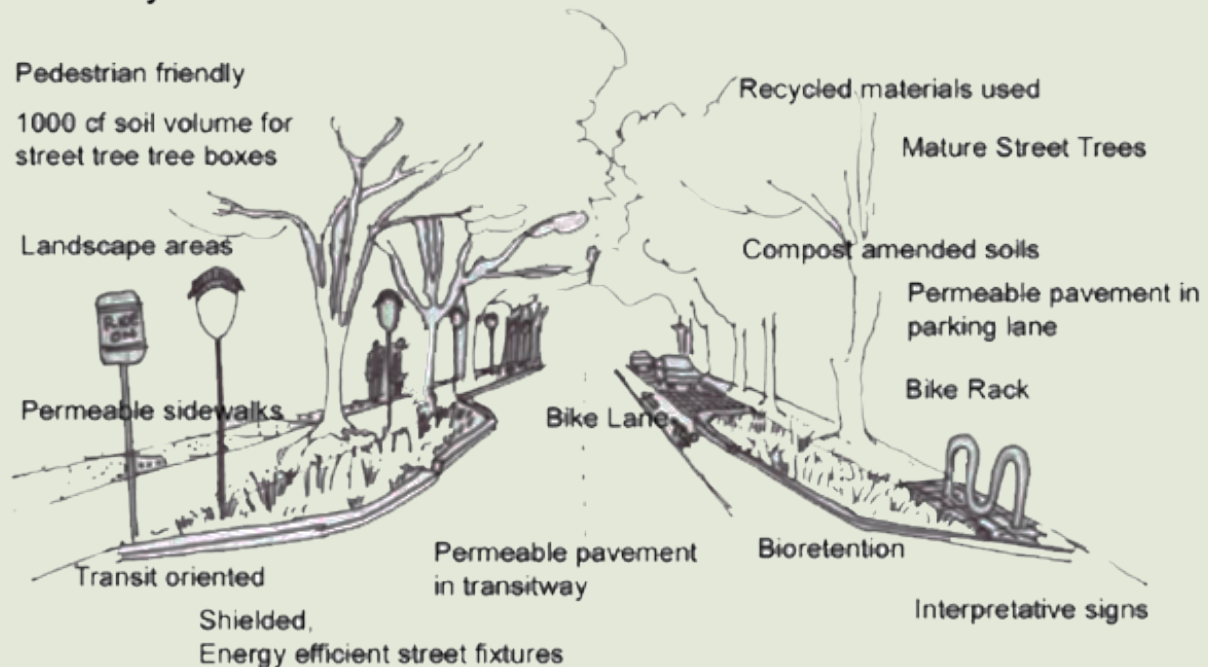 Pedestrian friendly
1000 cf soil volume for
street tree tree boxes
Landscape areas
RIDE
ON
Permeable sidewalks
Transit oriented
Shielded,
Energy efficient street fixtures
Permeable pavement
in transitway
Bike Lane
Recycled materials used
Mature Street Trees
Compost amended soils
Permeable pavement in
parking lane
Bike Rack
Bioretention
Interpretative signs